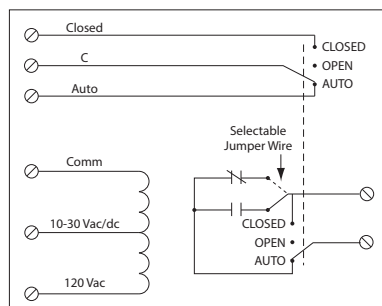 Closed
C
Auto
CLOSED
OPEN
AUTO
Selectable
Jumper Wire
Comm
10-30 Vac/dc
120 Vac
CLOSED
OPEN
AUTO